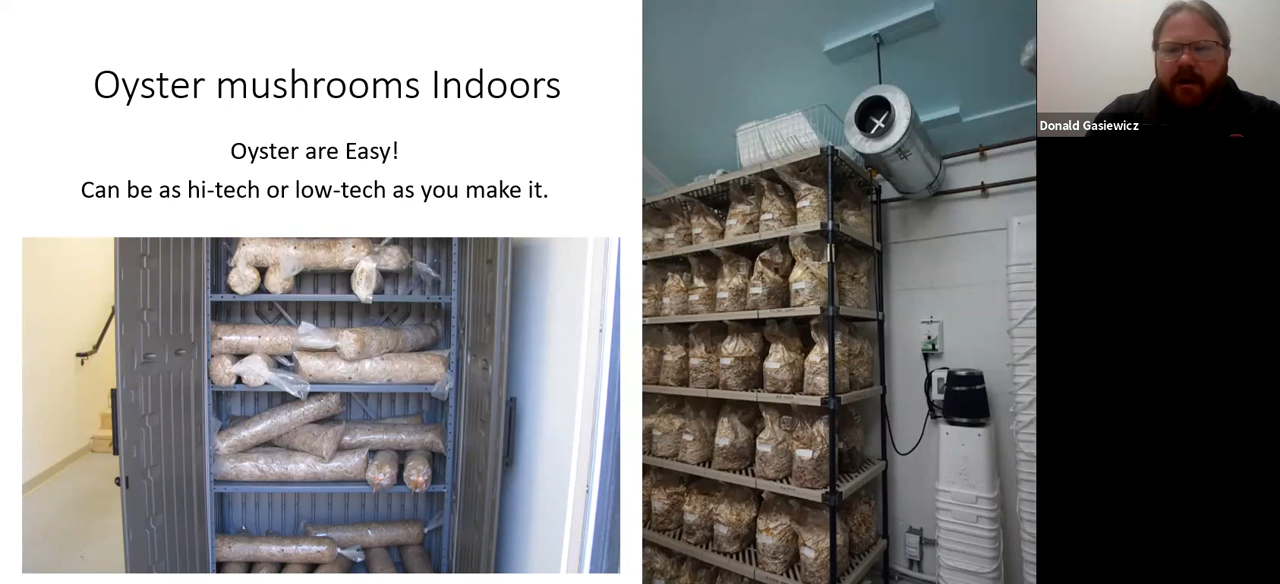 Oyster mushrooms Indoors
Oyster are Easy!
Can be as hi-tech or low-tech as you make it.
Donald Gasiewicz